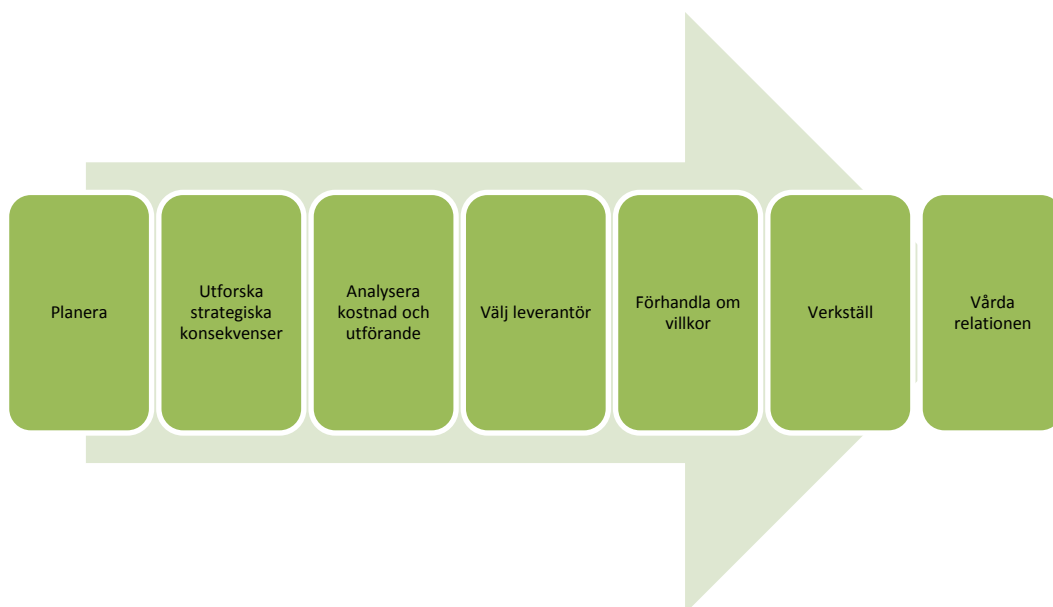 Planera
Utforska
strategiska
konsekvenser
Analysera
kostnad och
utförande
Välj leverantör
Förhandla om
villkor
Verkställ
Vårda
relationen